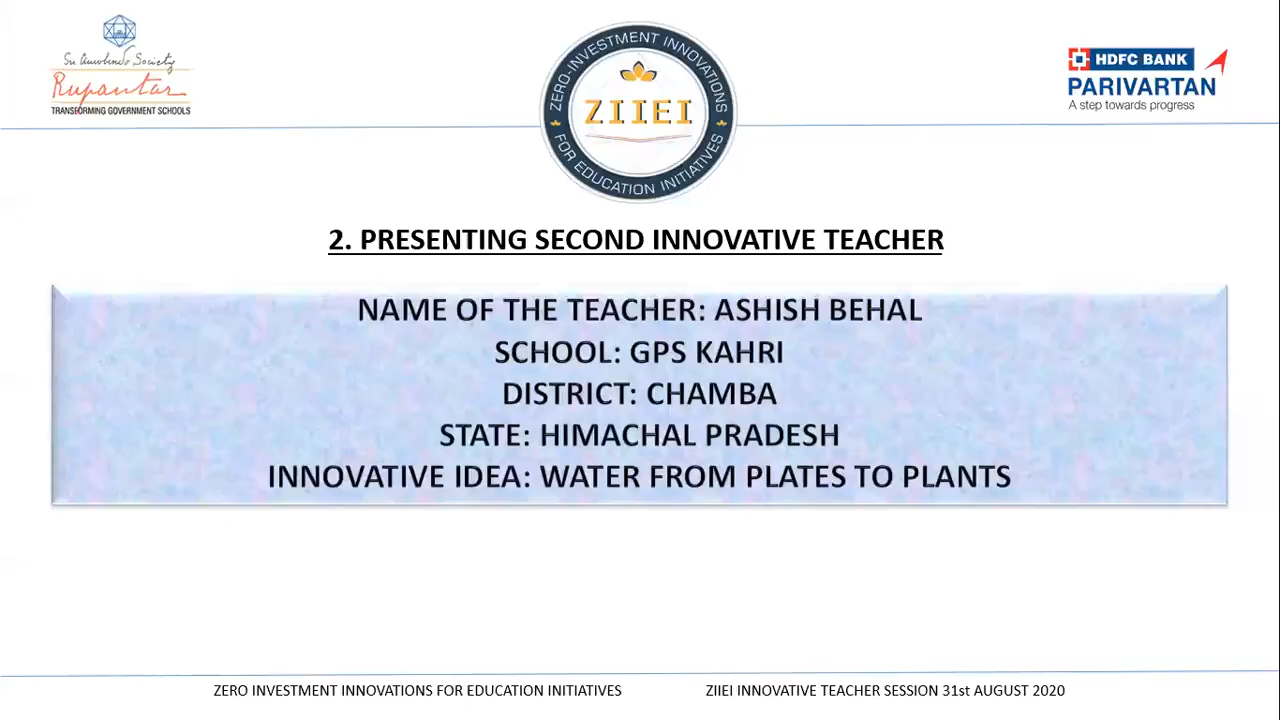 Sri Aurobindo Society
Rupantar
TRANSFORMING GOVERNMENT SCHOOLS
ZERO-INVESTMENT INNOVATIONS
ZIIEI
FOR EDUCATION INITIATIVES
HDFC BANK
PARIVARTAN
A step towards progress
2. PRESENTING SECOND INNOVATIVE TEACHER
NAME OF THE TEACHER: ASHISH BEHAL
SCHOOL: GPS KAHRI
DISTRICT: CHAMBA
STATE: HIMACHAL PRADESH
INNOVATIVE IDEA: WATER FROM PLATES TO PLANTS
ZERO INVESTMENT INNOVATIONS FOR EDUCATION INITIATIVES
ZIIEI INNOVATIVE TEACHER SESSION 31st AUGUST 2020